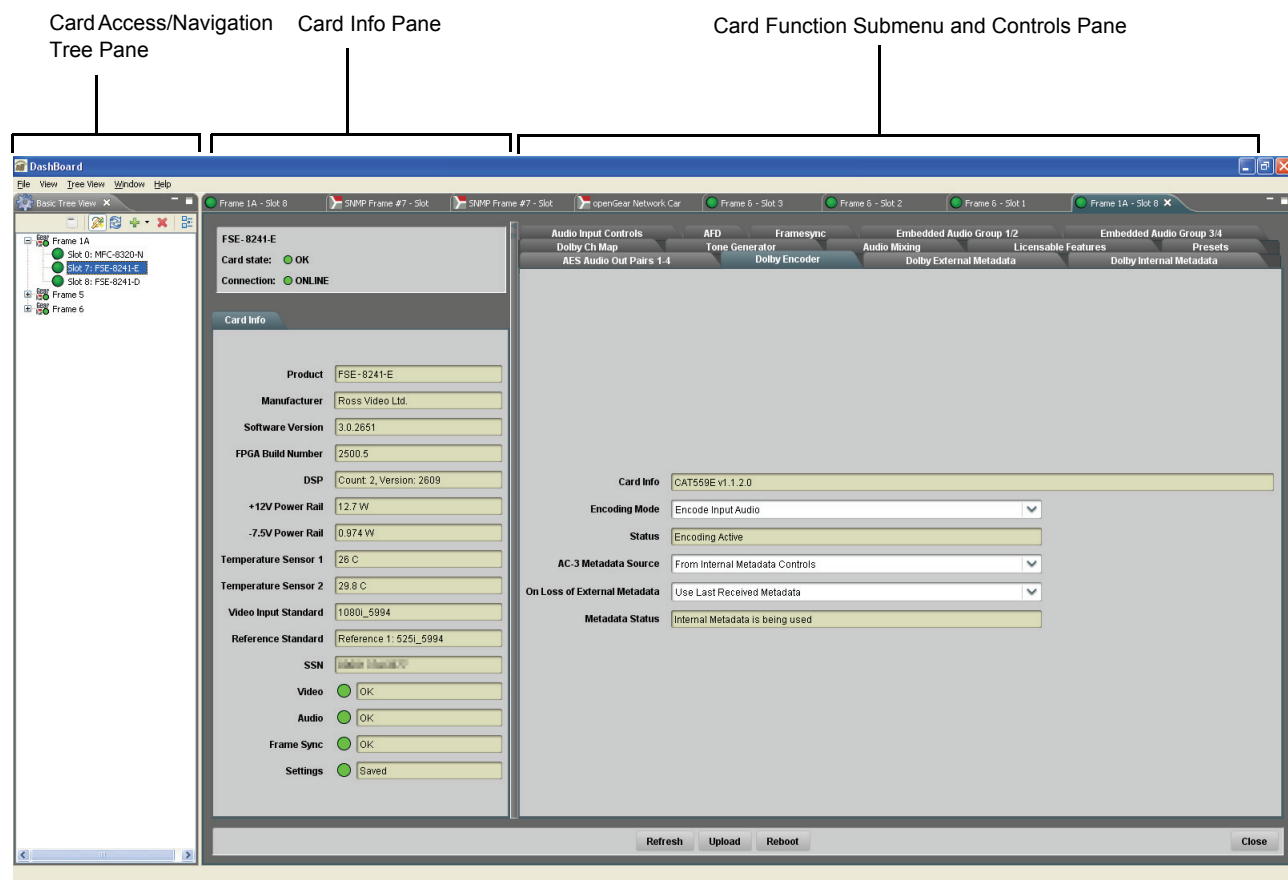 Card Access/Navigation
Tree Pane
Card Info Pane
Card Function Submenu and Controls Pane
DashBoard
File View Tree View Window Help
Basic Tree View
Frame 1A - Slot 8
SNMP Frame #7 - Slot
SNMP Frame #7 - Slot
openGear Network Car
Frame 6 - Slot 3
Frame 6 - Slot 2
Frame 6 - Slot 1
Frame 1A - Slot 8
Frame 1A
Slot 0: MFC-8320-N
Slot 7: FSE-8241-E
Slot 8: FSE-8241-D
Frame 5
Frame 6
FSE-8241-E
Card state: OK
Connection: ONLINE
Card Info
Product FSE-8241-E
Manufacturer Ross Video Ltd.
Software Version 3.0.2651
FPGA Build Number 2500.5
DSP Count: 2, Version: 2609
+12V Power Rail 12.7 W
-7.5V Power Rail 0.974 W
Temperature Sensor 1 26 C
Temperature Sensor 2 29.8 C
Video Input Standard 1080i_5994
Reference Standard Reference 1: 525i_5994
SSN
Video OK
Audio OK
Frame Sync OK
Settings Saved
Audio Input Controls AFD Framesync Embedded Audio Group 1/2 Embedded Audio Group 3/4
Dolby Ch Map Tone Generator Audio Mixing Licensable Features Presets
AES Audio Out Pairs 1-4 Dolby Encoder Dolby External Metadata Dolby Internal Metadata
Card Info CAT559E v1.1.2.0
Encoding Mode Encode Input Audio
Status Encoding Active
AC-3 Metadata Source From Internal Metadata Controls
On Loss of External Metadata Use Last Received Metadata
Metadata Status Internal Metadata is being used
Refresh Upload Reboot Close